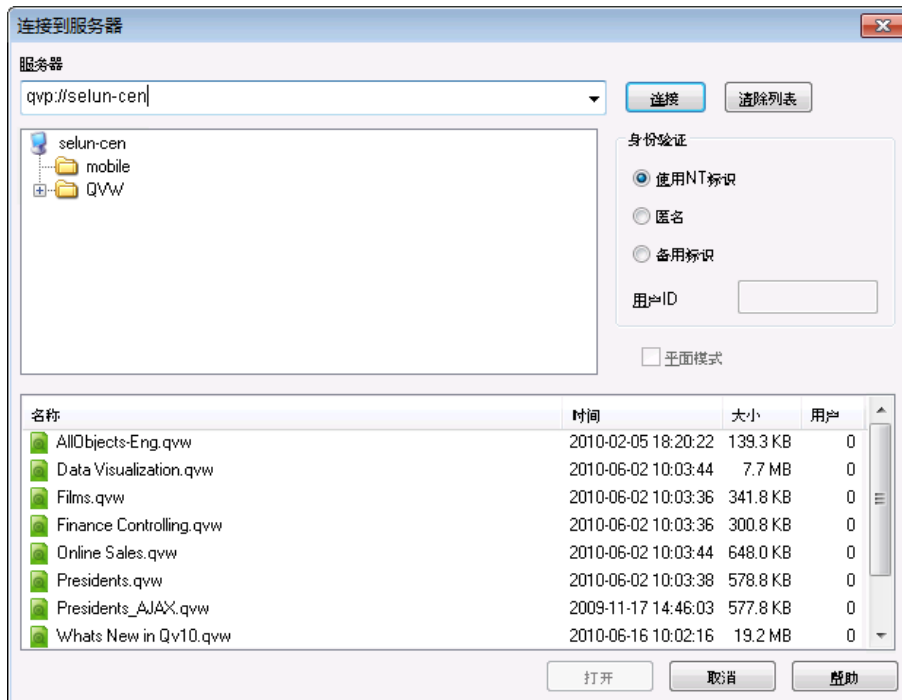 连接到服务器
服务器
qvp://selun-cen
连接
清除列表
selun-cen
mobile
QVW
身份验证
使用NT标识
匿名
备用标识
用户ID
平面模式
名称 时间 大小 用户
AllObjects-Eng.qvw 2010-02-05 18:20:22 139.3 KB 0
Data Visualization.qvw 2010-06-02 10:03:44 7.7 MB 0
Films.qvw 2010-06-02 10:03:36 341.8 KB 0
Finance Controlling.qvw 2010-06-02 10:03:36 300.8 KB 0
Online Sales.qvw 2010-06-02 10:03:44 648.0 KB 0
Presidents.qvw 2010-06-02 10:03:38 578.8 KB 0
Presidents_AJAX.qvw 2009-11-17 14:46:03 577.8 KB 0
Whats New in Qv10.qvw 2010-06-16 10:02:16 19.2 MB 0
打开 取消 帮助